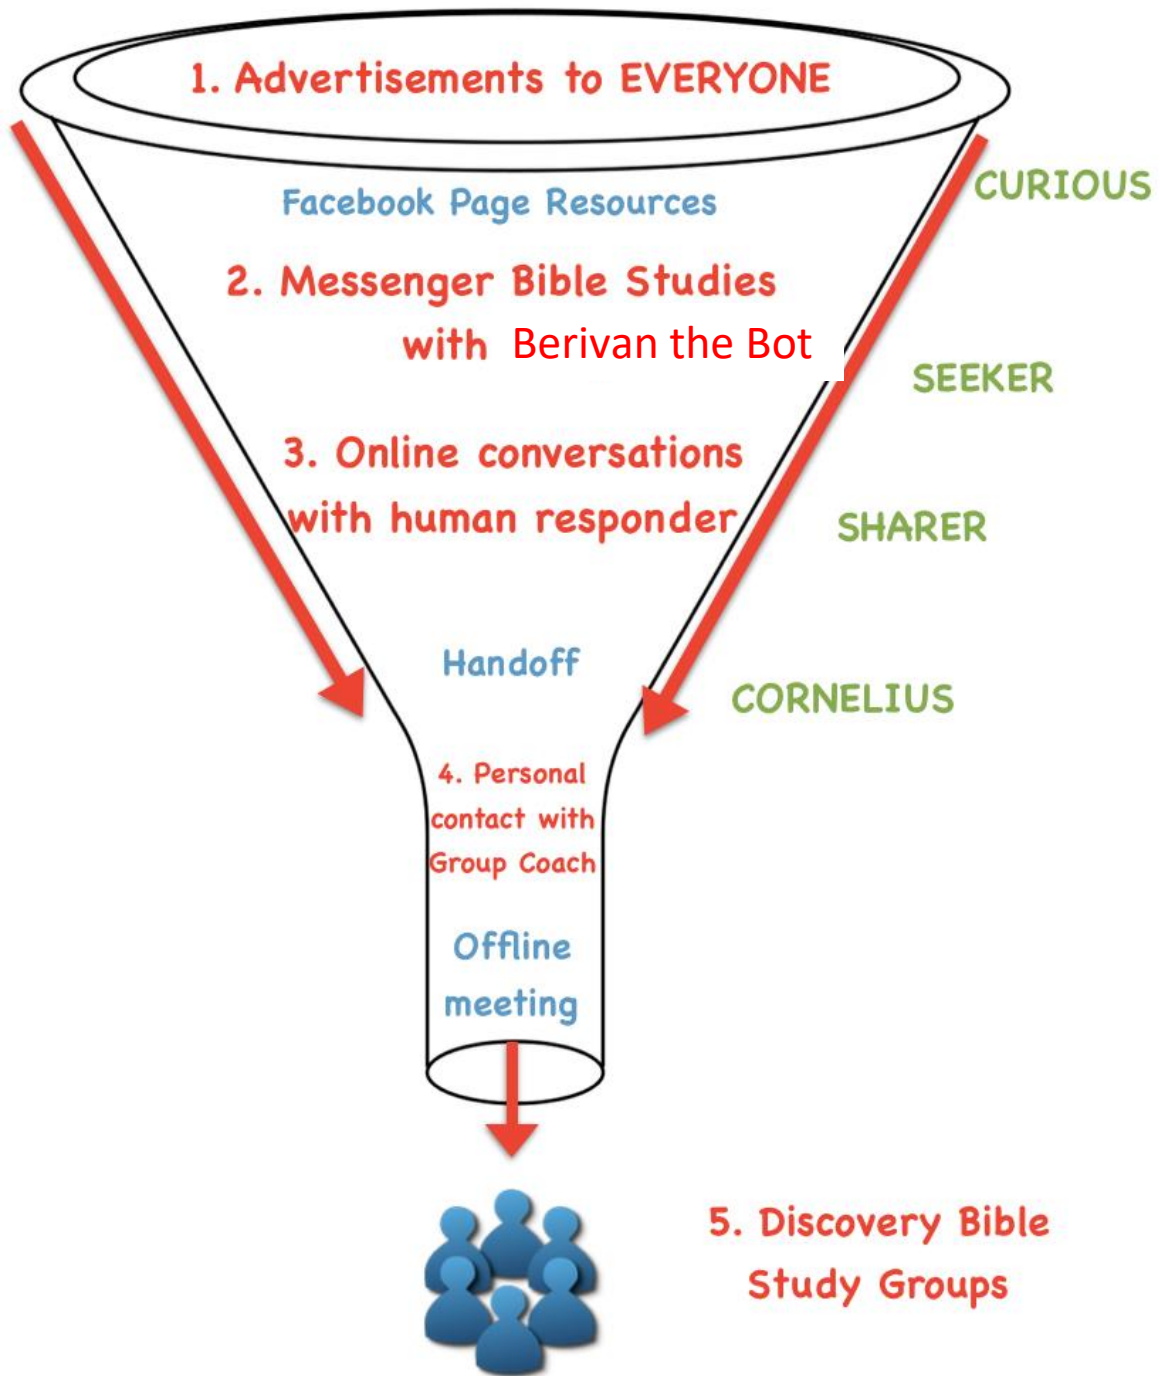 1. Advertisements to EVERYONE
CURIOUS
Facebook Page Resources
2. Messenger Bible Studies
with Berivan the Bot
SEEKER
3. Online conversations
with human responder
SHARER
Handoff
CORNELIUS
4. Personal
contact with
Group Coach
Offline
meeting
5. Discovery Bible
Study Groups